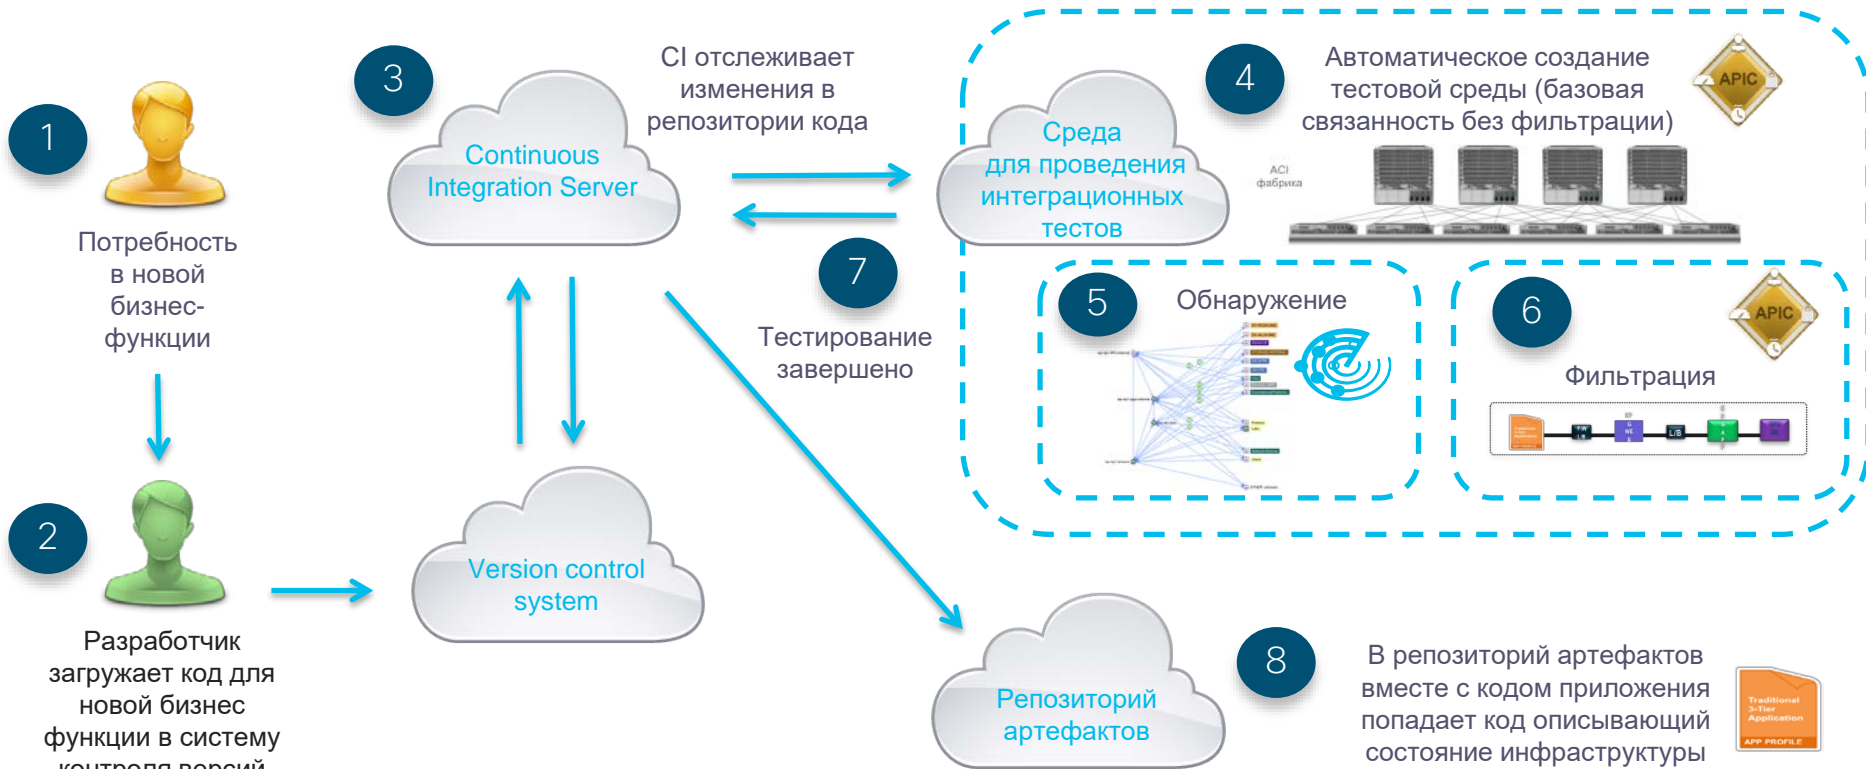 1
Потребность
в новой
бизнес-
функции
2
Разработчик
загружает код для
новой бизнес
функции в систему
контроля версий
3
Continuous
Integration Server
CI отслеживает
изменения в
репозитории кода
Version control
system
7
Тестирование
завершено
Среда
для проведения
интеграционных
тестов
4
Автоматическое создание
тестовой среды (базовая
связанность без фильтрации)
APIC
ACI
фабрика
5
Обнаружение
6
APIC
Фильтрация
L/B
Репозиторий
артефактов
8
В репозиторий артефактов
вместе с кодом приложения
попадает код описывающий
состояние инфраструктуры
Traditional
3-Tier
Application
APP PROFILE